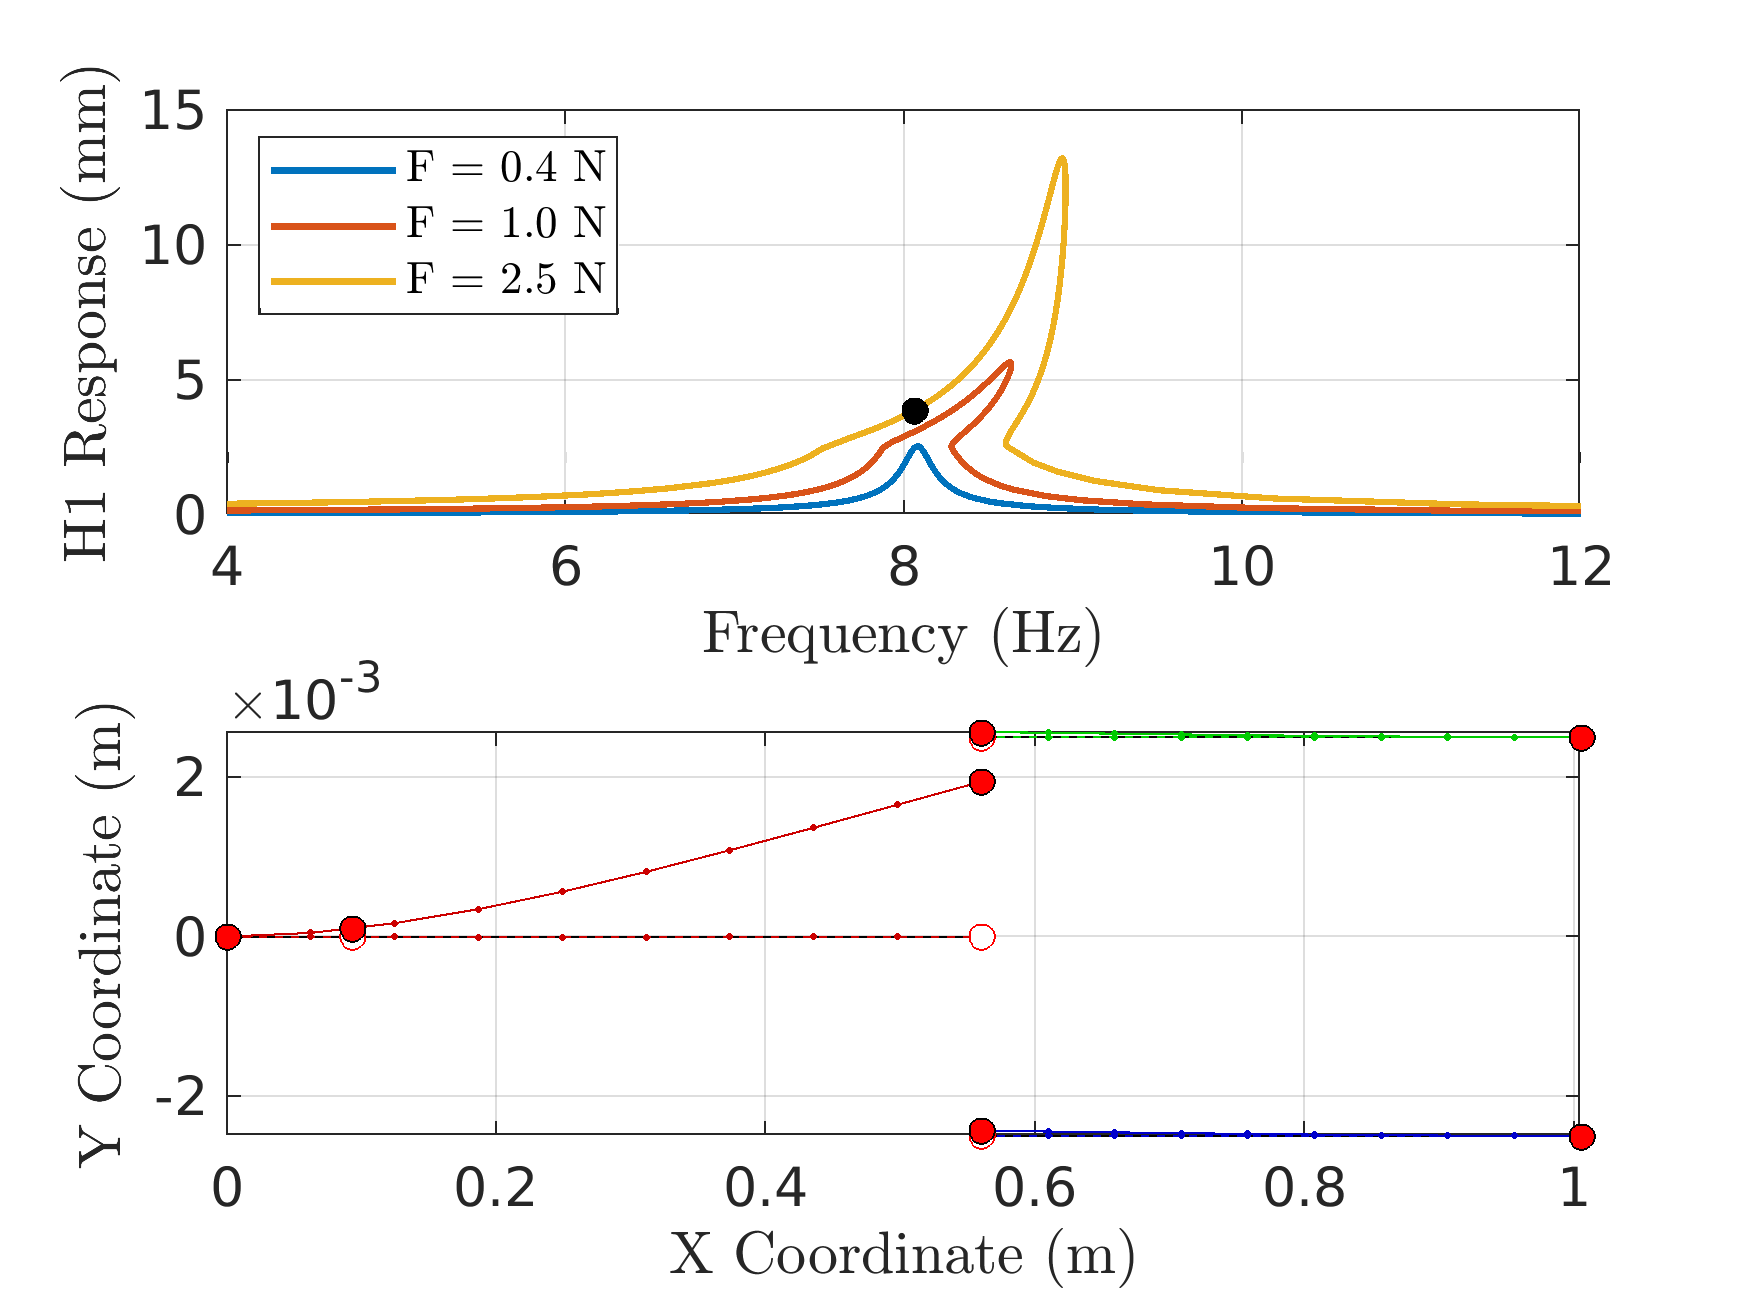 H1 Response (mm)
15
10
5
0
F = 0.4 N
F = 1.0 N
F = 2.5 N
4 6 8 10 12
Frequency (Hz)
×10-3
Y Coordinate (m)
2
0
-2
0 0.2 0.4 0.6 0.8 1
X Coordinate (m)